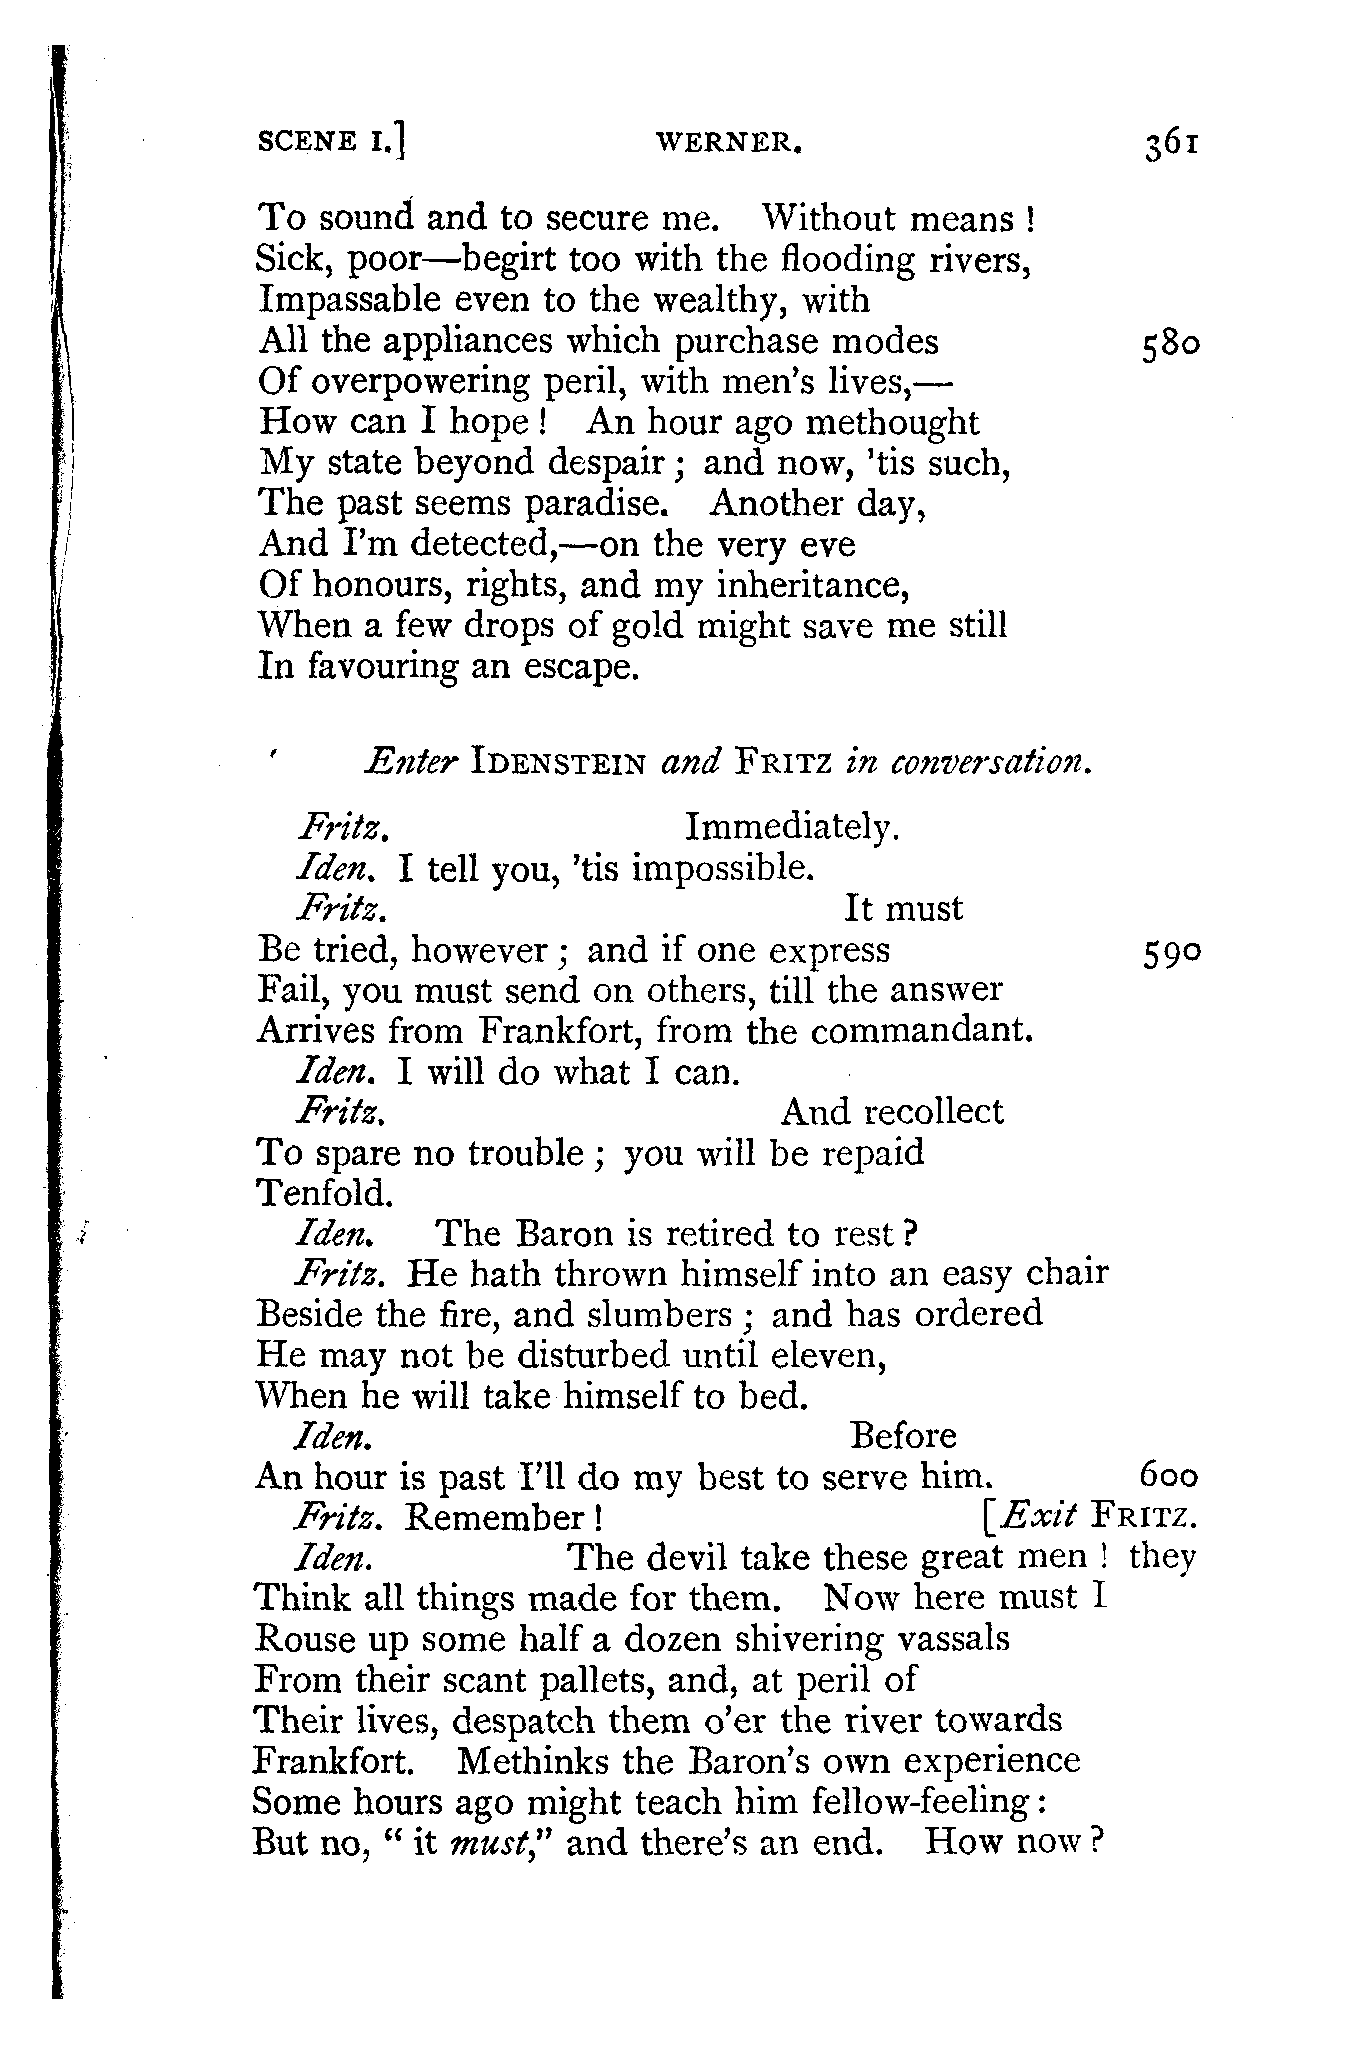 SCENE I.] WERNER. 361
To sound and to secure me. Without means !
Sick, poor—begirt too with the flooding rivers,
Impassable even to the wealthy, with
All the appliances which purchase modes 580
Of overpowering peril, with men's lives,—
How can I hope ! An hour ago methought
My state beyond despair ; and now, 'tis such,
The past seems paradise. Another day,
And I'm detected,—on the very eve
Of honours, rights, and my inheritance,
When a few drops of gold might save me still
In favouring an escape.
Enter IDENSTEIN and FRITZ in conversation.
Fritz. Immediately.
Iden. I tell you, 'tis impossible.
Fritz. It must
Be tried, however ; and if one express 590
Fail, you must send on others, till the answer
Arrives from Frankfort, from the commandant.
Iden. I will do what I can.
Fritz. And recollect
To spare no trouble ; you will be repaid
Tenfold.
Iden. The Baron is retired to rest ?
Fritz. He hath thrown himself into an easy chair
Beside the fire, and slumbers ; and has ordered
He may not be disturbed until eleven,
When he will take himself to bed.
Iden. Before
An hour is past I'll do my best to serve him. 600
Fritz. Remember ! [Exit FRITZ.
Iden. The devil take these great men ! they
Think all things made for them. Now here must I
Rouse up some half a dozen shivering vassals
From their scant pallets, and, at peril of
Their lives, despatch them o'er the river towards
Frankfort. Methinks the Baron's own experience
Some hours ago might teach him fellow-feeling :
But no, “ it must,” and there's an end. How now ?